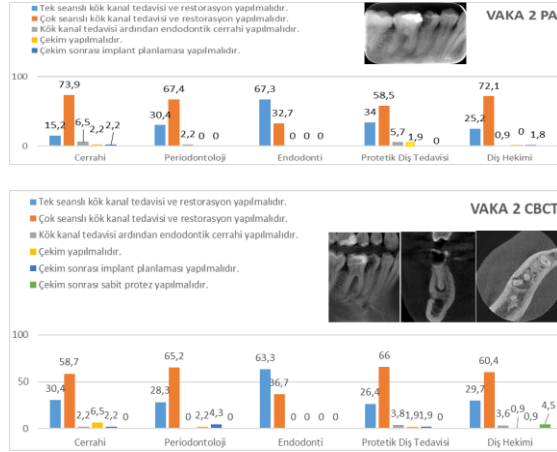 Tek seanslı kök kanal tedavisi ve restorasyon yapılmalıdır.
Çok seanslı kök kanal tedavisi ve restorasyon yapılmalıdır.
Kök kanal tedavisi ardından endodontik cerrahi yapılmalıdır.
Çekim yapılmalıdır.
Çekim sonrası implant planlaması yapılmalıdır.
VAKA 2 PA
100
0
15,2 73,9 6,5 2,2 2,2
30,4 67,4 2,2 0 0
67,3 32,7 0 0 0
34 58,5 5,7 1,9 0
25,2 72,1 0,9 0 1,8
Cerrahi Periodontoloji Endodonti Protetik Diş Tedavisi Diş Hekimi
Tek seanslı kök kanal tedavisi ve restorasyon yapılmalıdır.
Çok seanslı kök kanal tedavisi ve restorasyon yapılmalıdır.
Kök kanal tedavisi ardından endodontik cerrahi yapılmalıdır.
Çekim yapılmalıdır.
Çekim sonrası implant planlaması yapılmalıdır.
Çekim sonrası sabit protez yapılmalıdır.
VAKA 2 CBCT
100
50
0
30,4 58,7 2,2 6,5 2,2 0
28,3 65,2 0 2,2 4,3 0
63,3 36,7 0 0 0 0
26,4 66 3,8 1,9 1,9 0
29,7 60,4 3,6 0,9 0,9 4,5
Cerrahi Periodontoloji Endodonti Protetik Diş Tedavisi Diş Hekimi